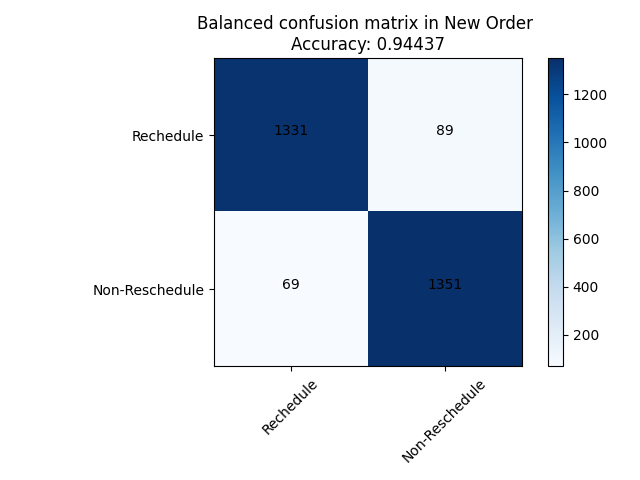 Balanced confusion matrix in New Order
Accuracy: 0.94437
Rechedule
1331
89
Non-Reschedule
69
1351
Rechedule
Non-Reschedule
1200
1000
800
600
400
200